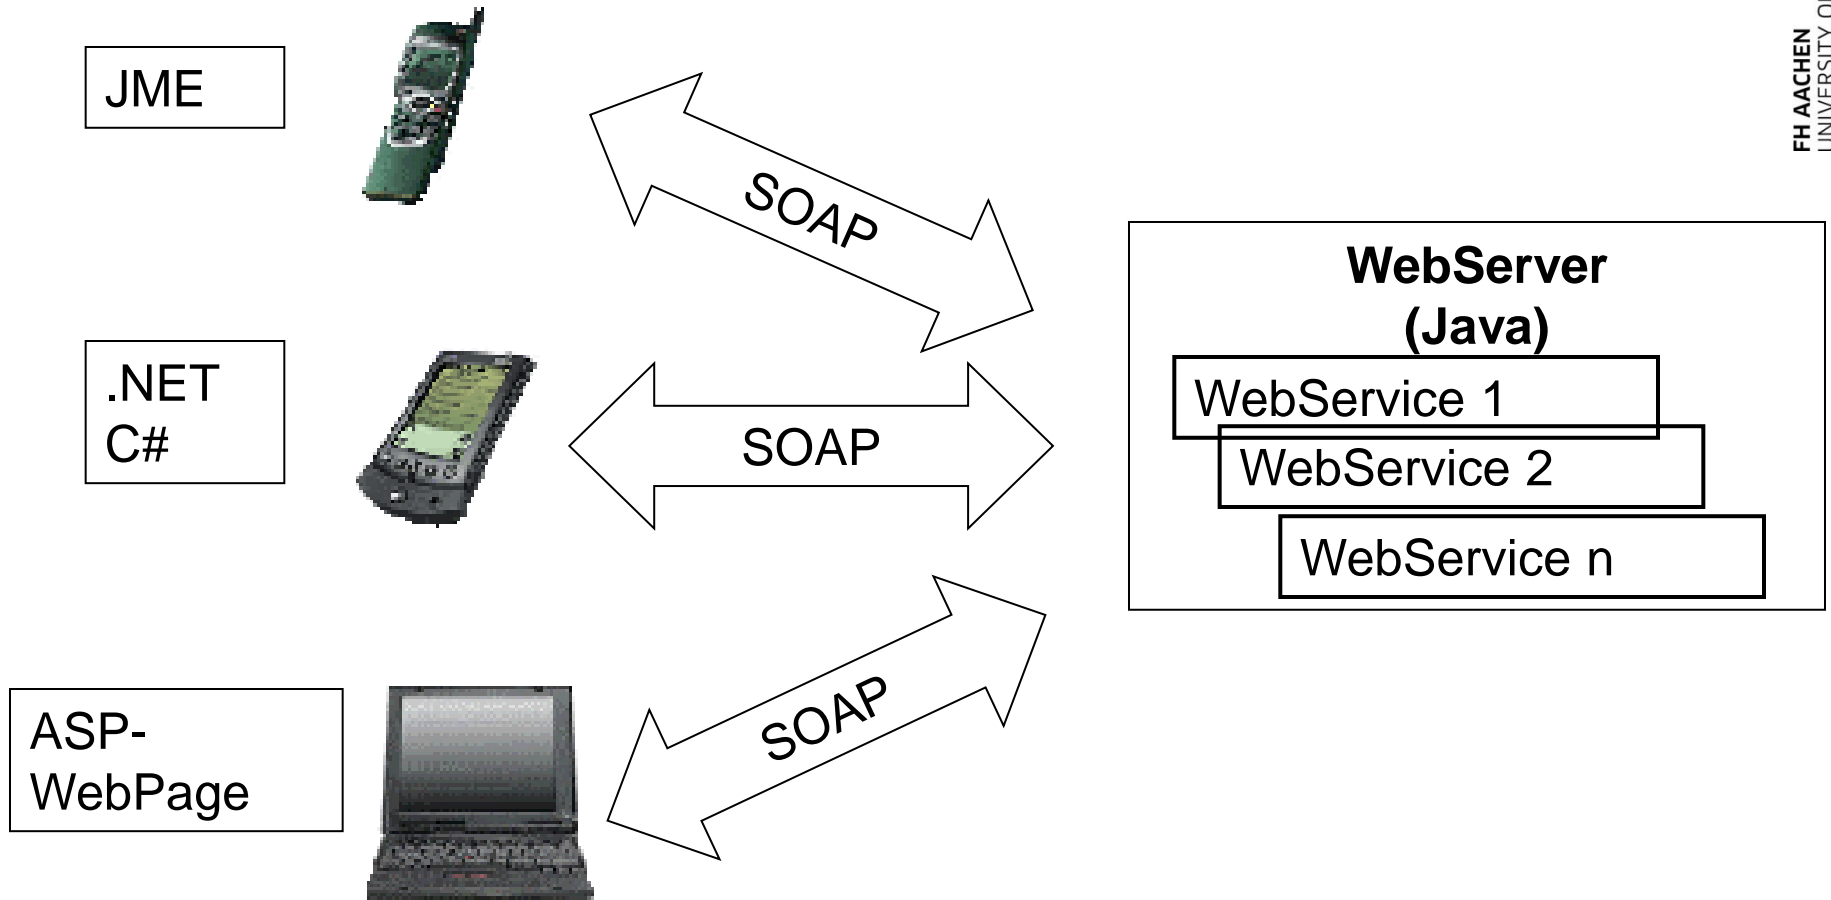 JME
SOAP
FH AACHEN
WebServer
(Java)
.NET
C#
SOAP
WebService 1
WebService 2
WebService n
ASP-
WebPage
SOAP